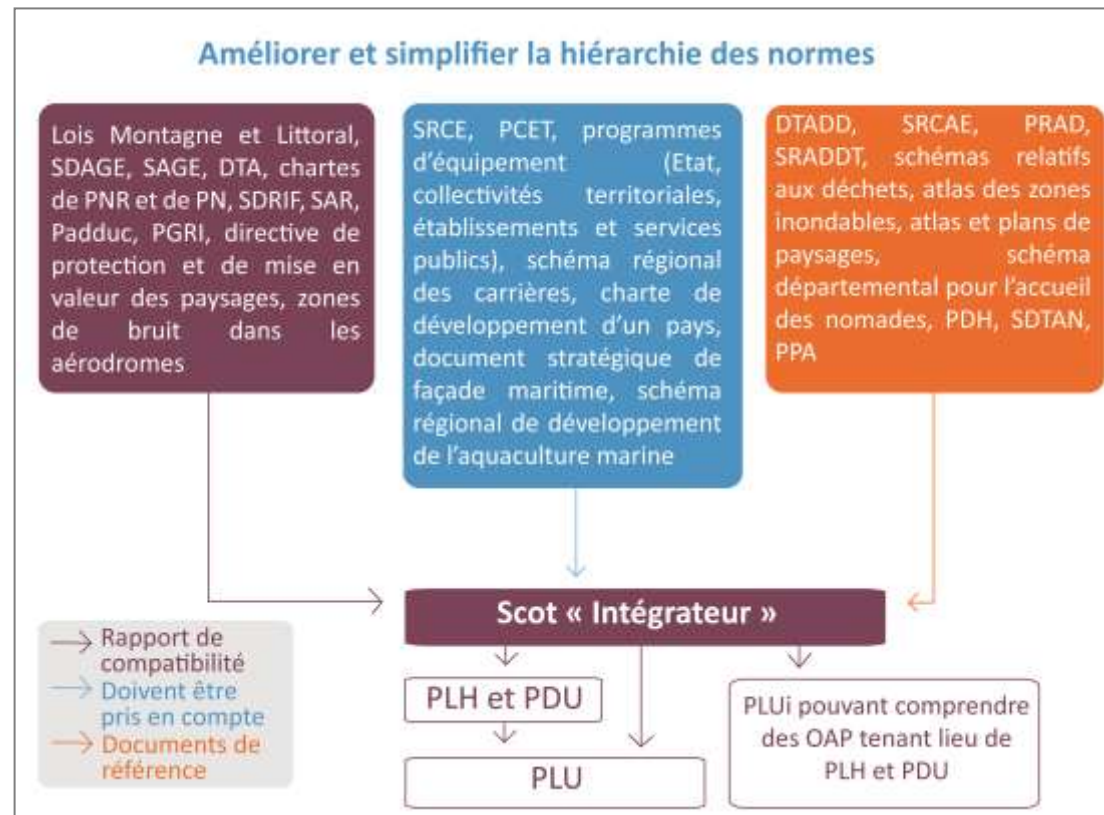 Améliorer et simplifier la hiérarchie des normes
Lois Montagne et Littoral,
SDAGE, SAGE, DTA, chartes
de PNR et de PN, SDRIF, SAR,
Padduc, PGRI, directive de
protection et de mise en
valeur des paysages, zones
de bruit dans les
aérodromes
SRCE, PCET, programmes
d'équipement (Etat,
collectivités territoriales,
établissements et services
publics), schéma régional
des carrières, charte de
développement d'un pays,
document stratégique de
façade maritime, schéma
régional de développement
de l'aquaculture marine
DTADD, SRCAE, PRAD,
SRADDT, schémas relatifs
aux déchets, atlas des zones
inondables, atlas et plans de
paysages, schéma
départemental pour l'accueil
des nomades, PDH, SDTAN,
PPA
Scot « Intégrateur »
Rapport de
compatibilité
Doivent être
pris en compte
Documents de
référence
PLH et PDU
PLU
PLUi pouvant comprendre
des OAP tenant lieu de
PLH et PDU